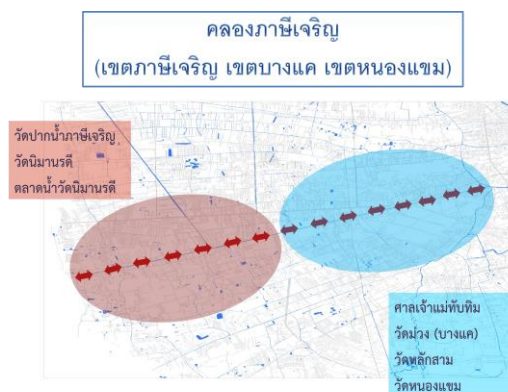 คลองภาษีเจริญ
(เขตภาษีเจริญ เขตบางแค เขตหนองแขม)
วัดปากน้ำภาษีเจริญ
วัดนิมานรดี
ตลาดน้ำวัดนิมานรดี
ศาลเจ้าแม่ทับทิม
วัดม่วง (บางแค)
วัดหลักสาม
วัดหนองแขม